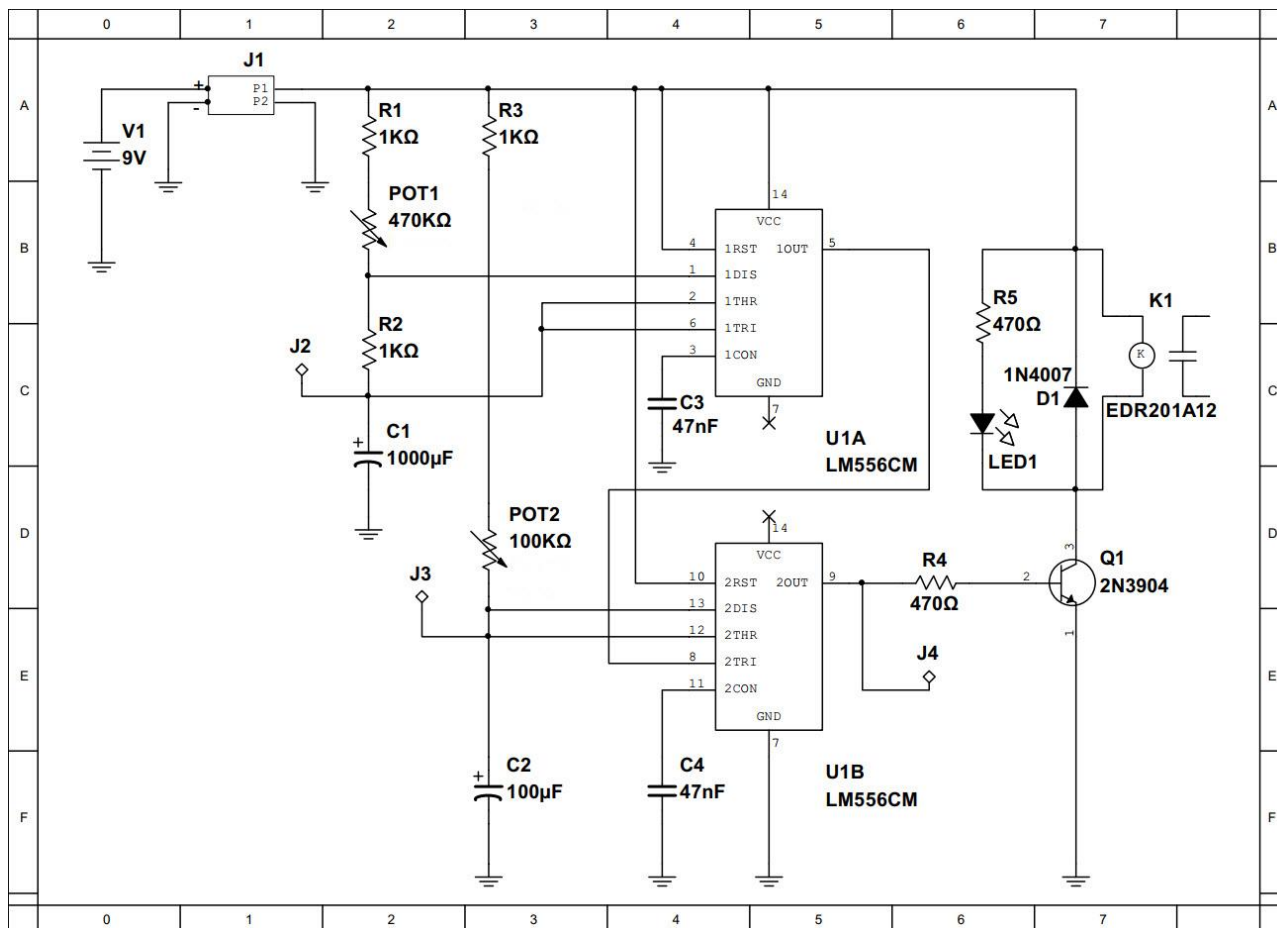 0 1 2 3 4 5 6 7
A A
B B
C C
D D
E E
F F
J1
+
-
P1
P2
V1
9V
R1
1KΩ
R3
1KΩ
POT1
470KΩ
R2
1KΩ
J2
+
C1
1000µF
POT2
100KΩ
J3
+
C2
100µF
14
VCC
4 1RST 1OUT 5
1 1DIS
2 1THR
6 1TRI
3 1CON
GND
7
C3
47nF
U1A
LM556CM
14
VCC
10 2RST 2OUT 9
13 2DIS
12 2THR
8 2TRI
11 2CON
GND
7
C4
47nF
U1B
LM556CM
R4
470Ω
J4
R5
470Ω
LED1
1N4007
D1
K1
K
EDR201A12
3
2
1
Q1
2N3904
0 1 2 3 4 5 6 7